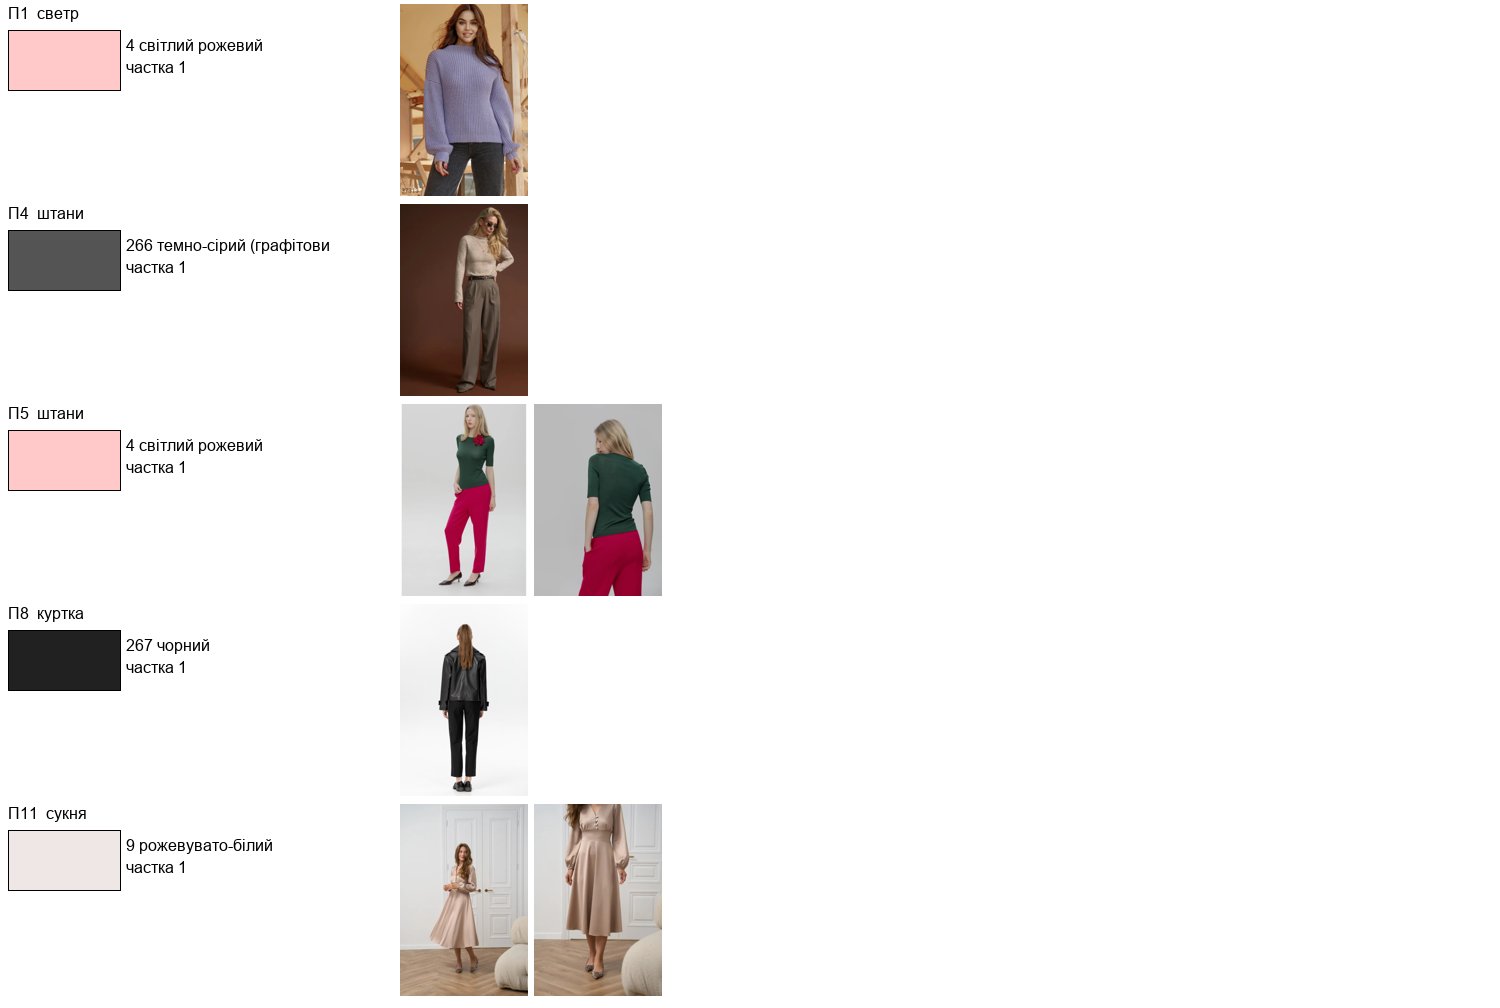 П1 светр
4 світлий рожевий
частка 1
П4 штани
266 темно-сірий (графітови
частка 1
П5 штани
4 світлий рожевий
частка 1
П8 куртка
267 чорний
частка 1
П11 сукня
9 рожевувато-білий
частка 1